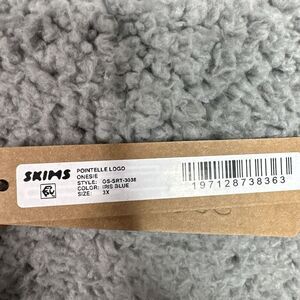 SKIMS
POINTELLE LOGO
ONESIE
STYLE: OS-SRT-3036
COLOR: IRIS BLUE
SIZE: 3X
197128738363